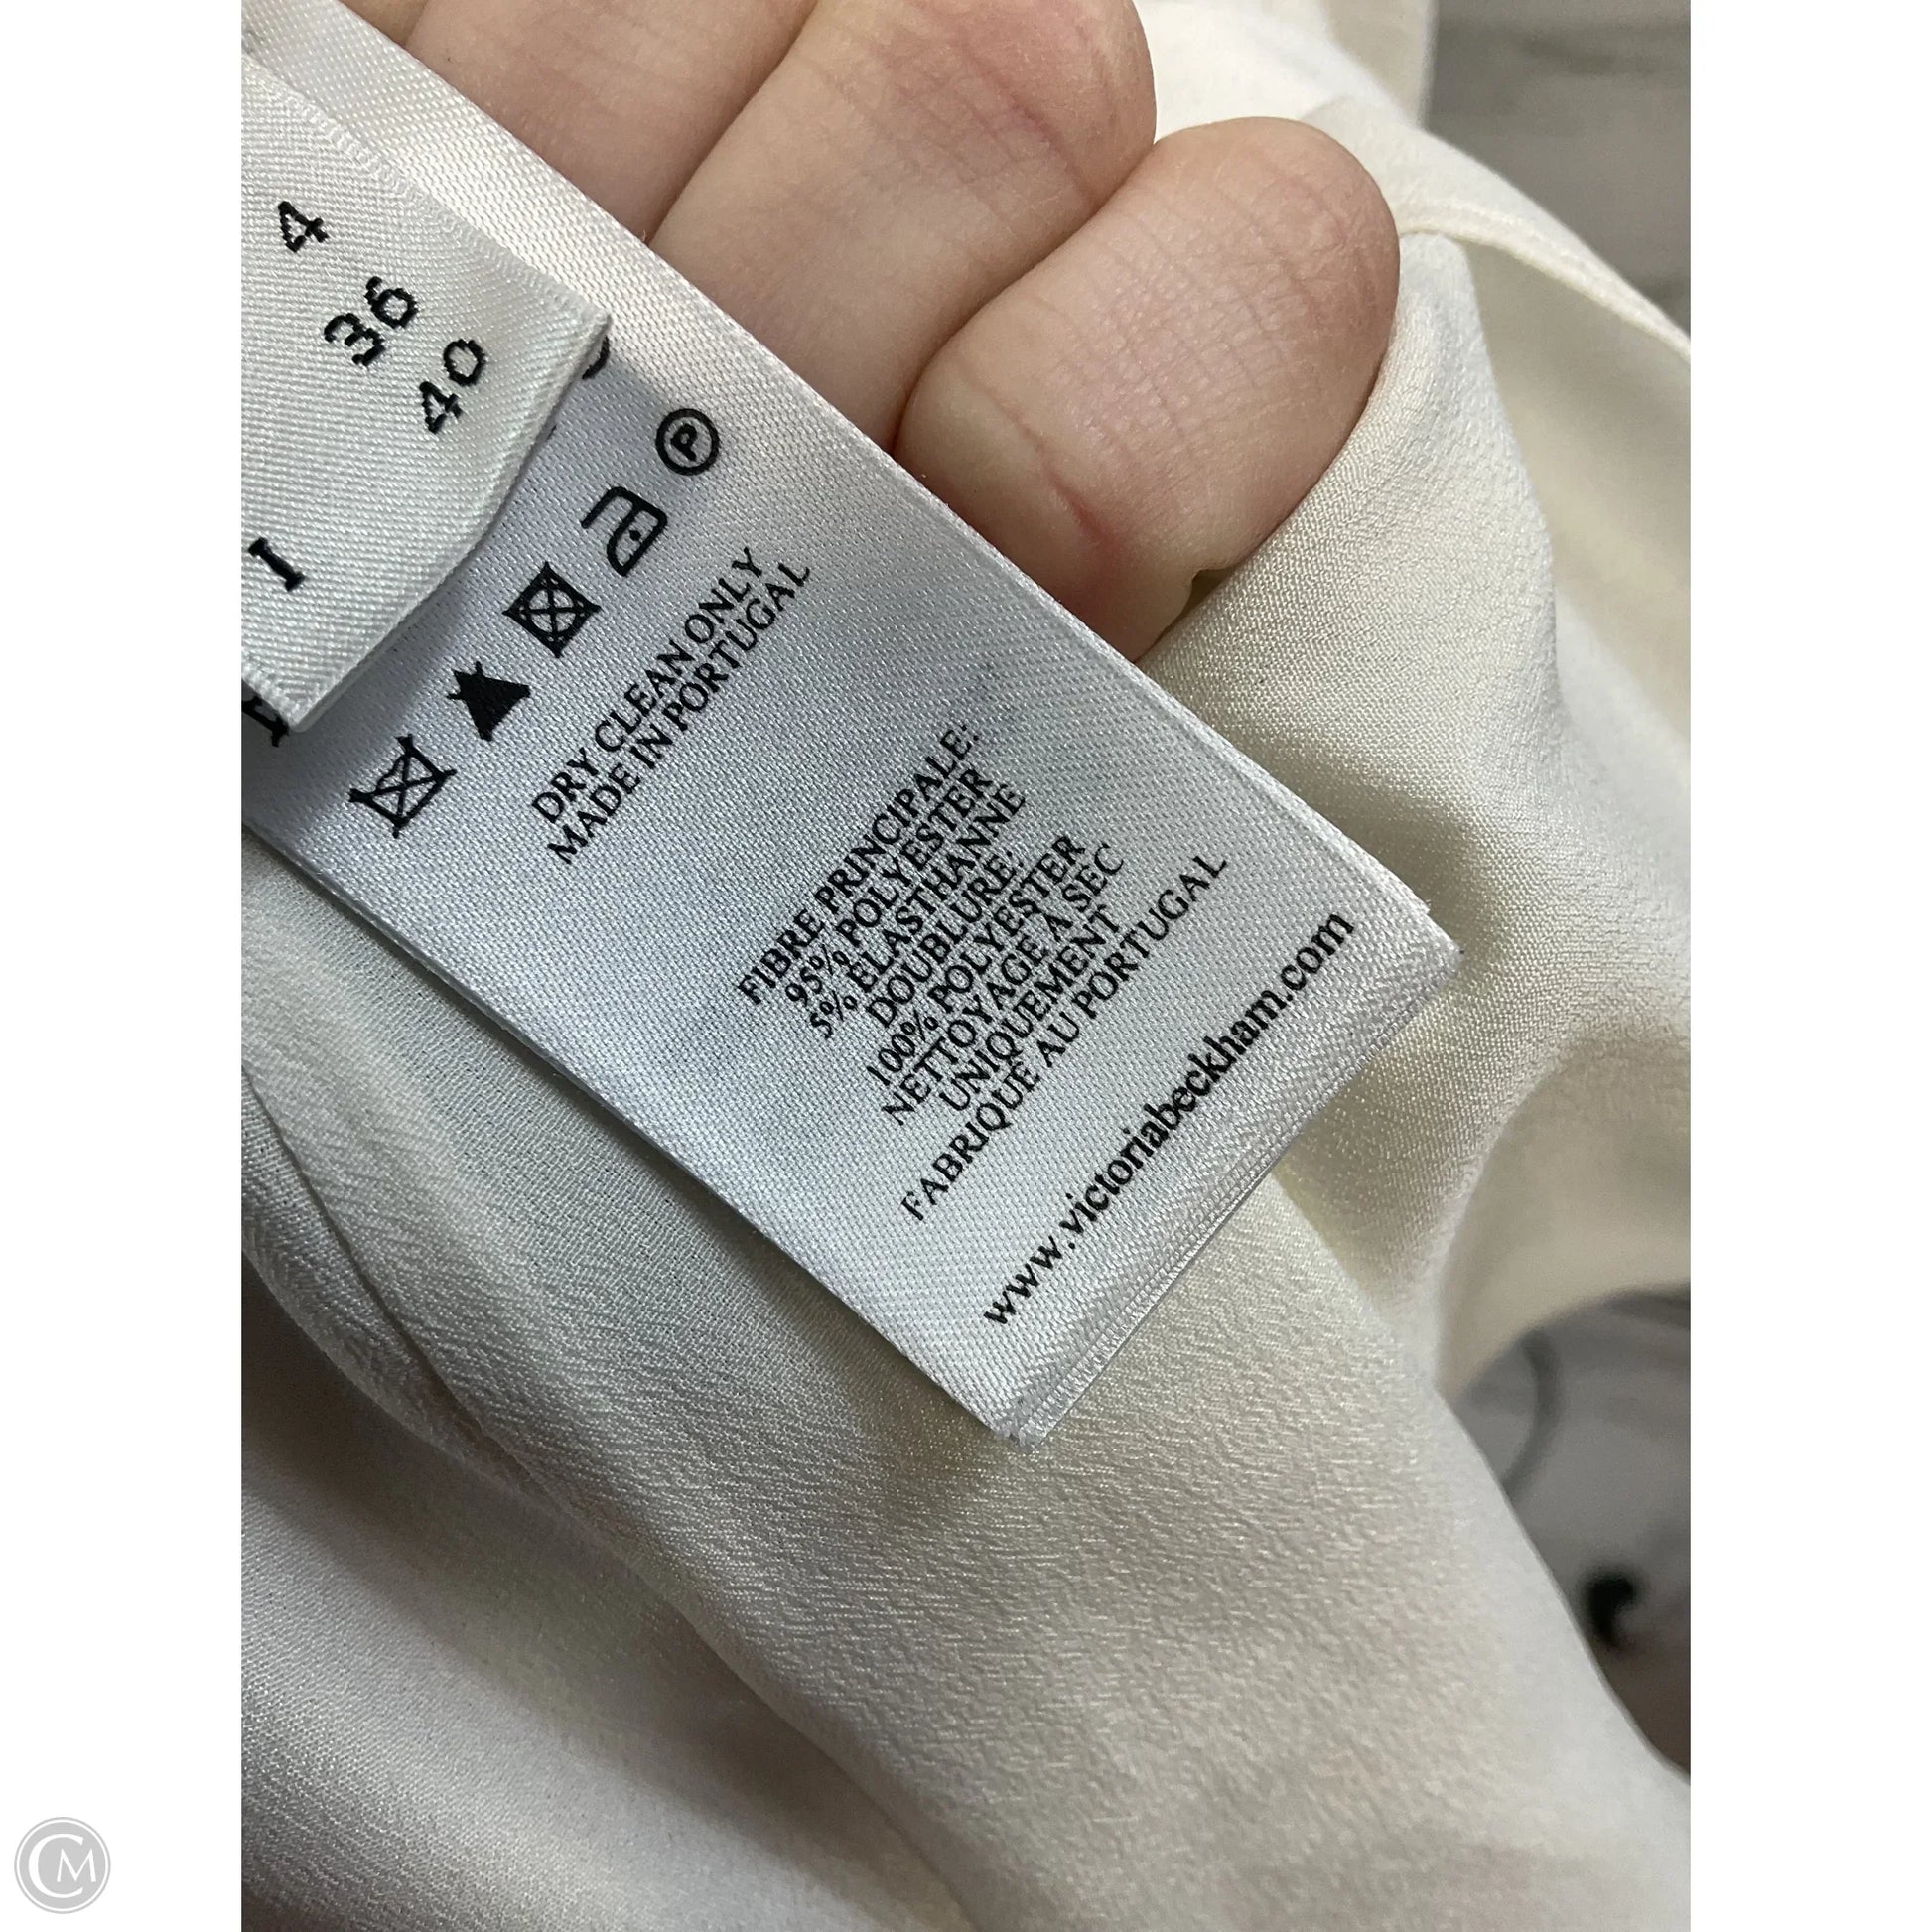 4
36
40
I
P
DRY CLEAN ONLY
MADE IN PORTUGAL
FIBRE PRINCIPALE:
95% POLYESTER
5% ELASTHANNE
DOUBLURE:
100% POLYESTER
NETTOYAGE À SEC
UNIQUEMENT
FABRIQUÉ AU PORTUGAL
www.victoriabeckham.com
CM